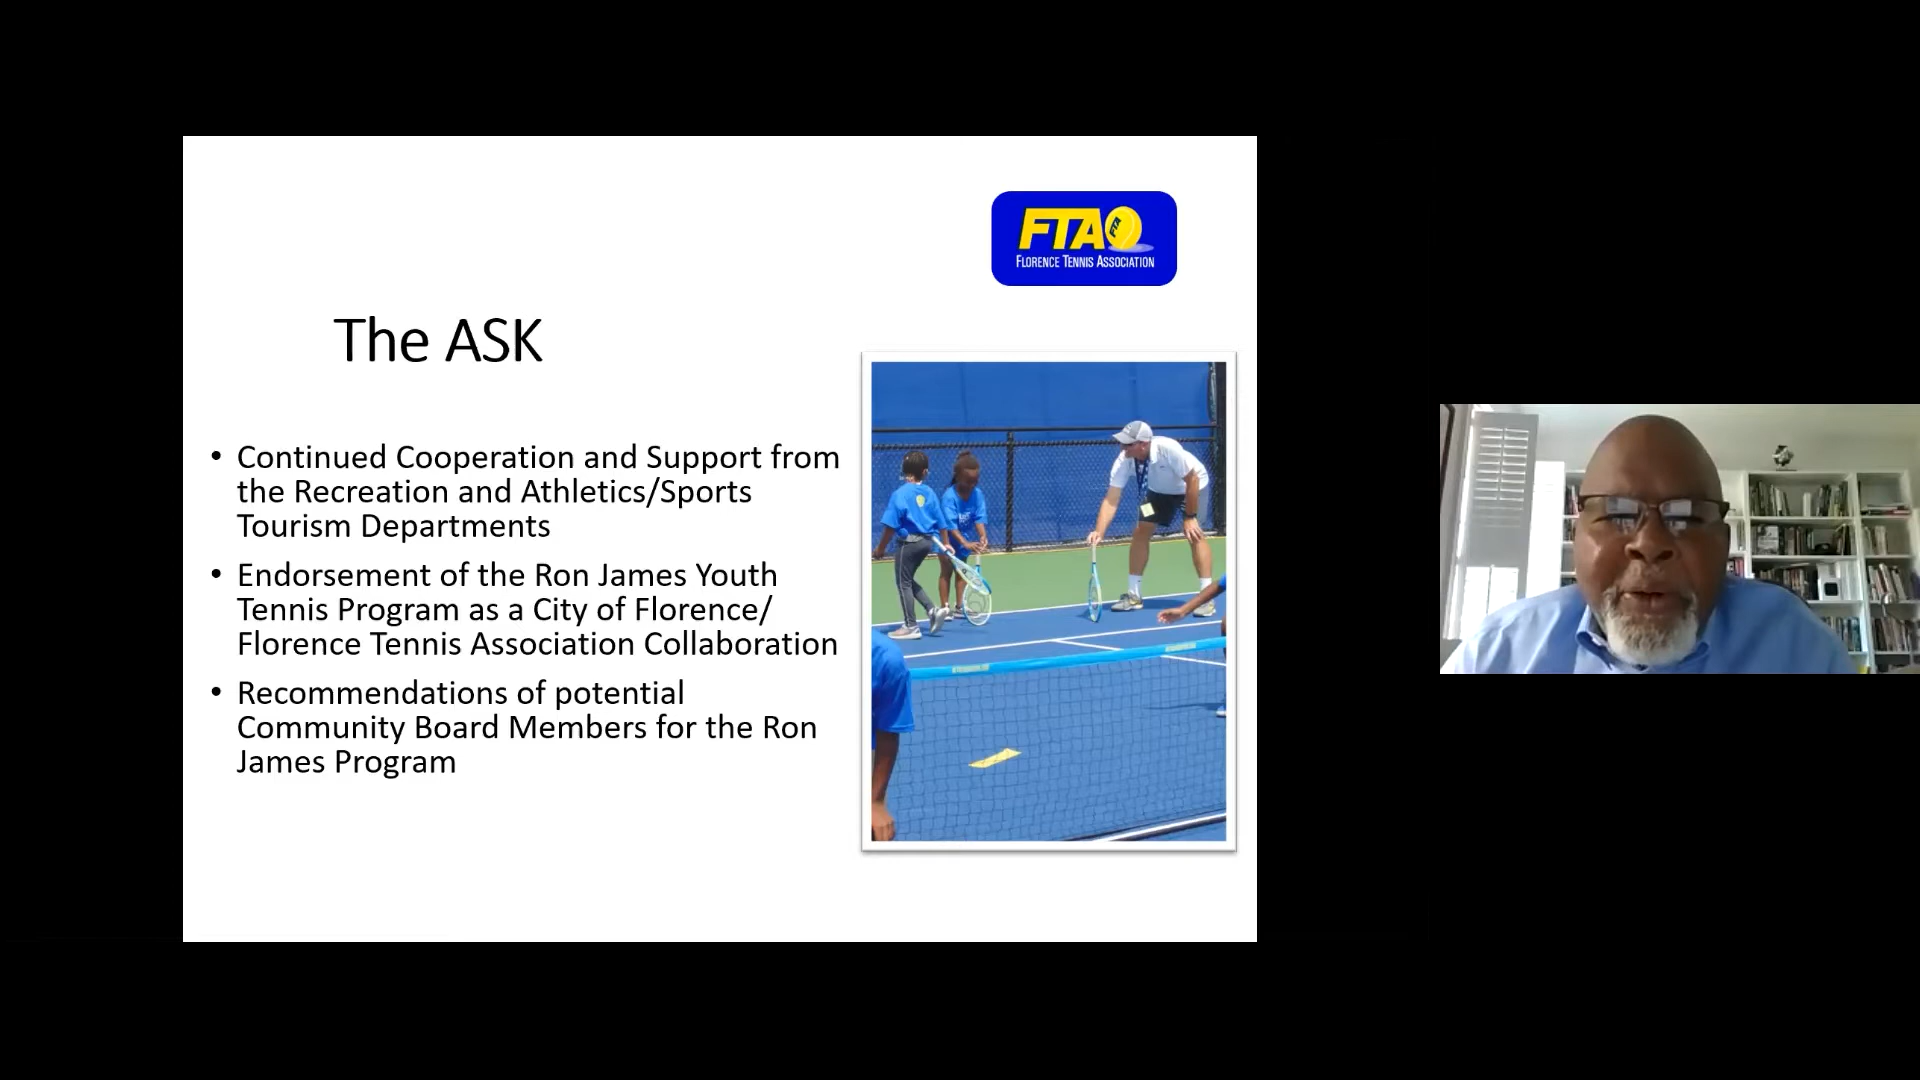 FTA
FTA
FLORENCE TENNIS ASSOCIATION
The ASK
• Continued Cooperation and Support from
the Recreation and Athletics/Sports
Tourism Departments
• Endorsement of the Ron James Youth
Tennis Program as a City of Florence/
Florence Tennis Association Collaboration
• Recommendations of potential
Community Board Members for the Ron
James Program